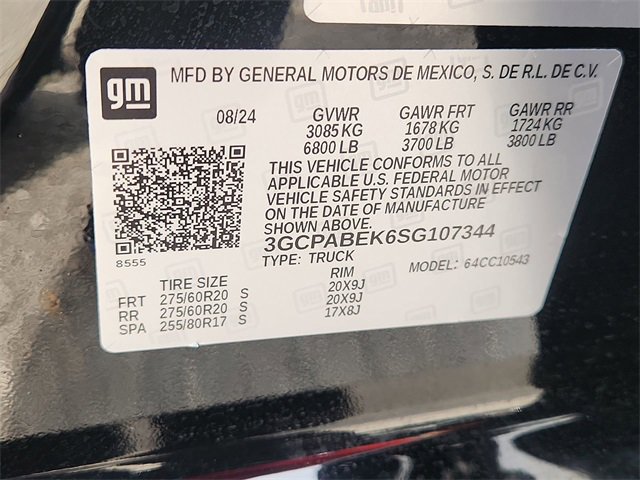 gm
MFD BY GENERAL MOTORS DE MEXICO, S. DE R.L. DE C.V.
08/24 GVWR GAWR FRT GAWR RR
3085 KG 1678 KG 1724 KG
6800 LB 3700 LB 3800 LB
THIS VEHICLE CONFORMS TO ALL
APPLICABLE U.S. FEDERAL MOTOR
VEHICLE SAFETY STANDARDS IN EFFECT
ON THE DATE OF MANUFACTURE
SHOWN ABOVE.
3GCPABEK6SG107344
8555
TYPE: TRUCK MODEL: 64CC10543
TIRE SIZE RIM
FRT 275/60R20 S 20X9J
RR 275/60R20 S 20X9J
SPA 255/80R17 S 17X8J